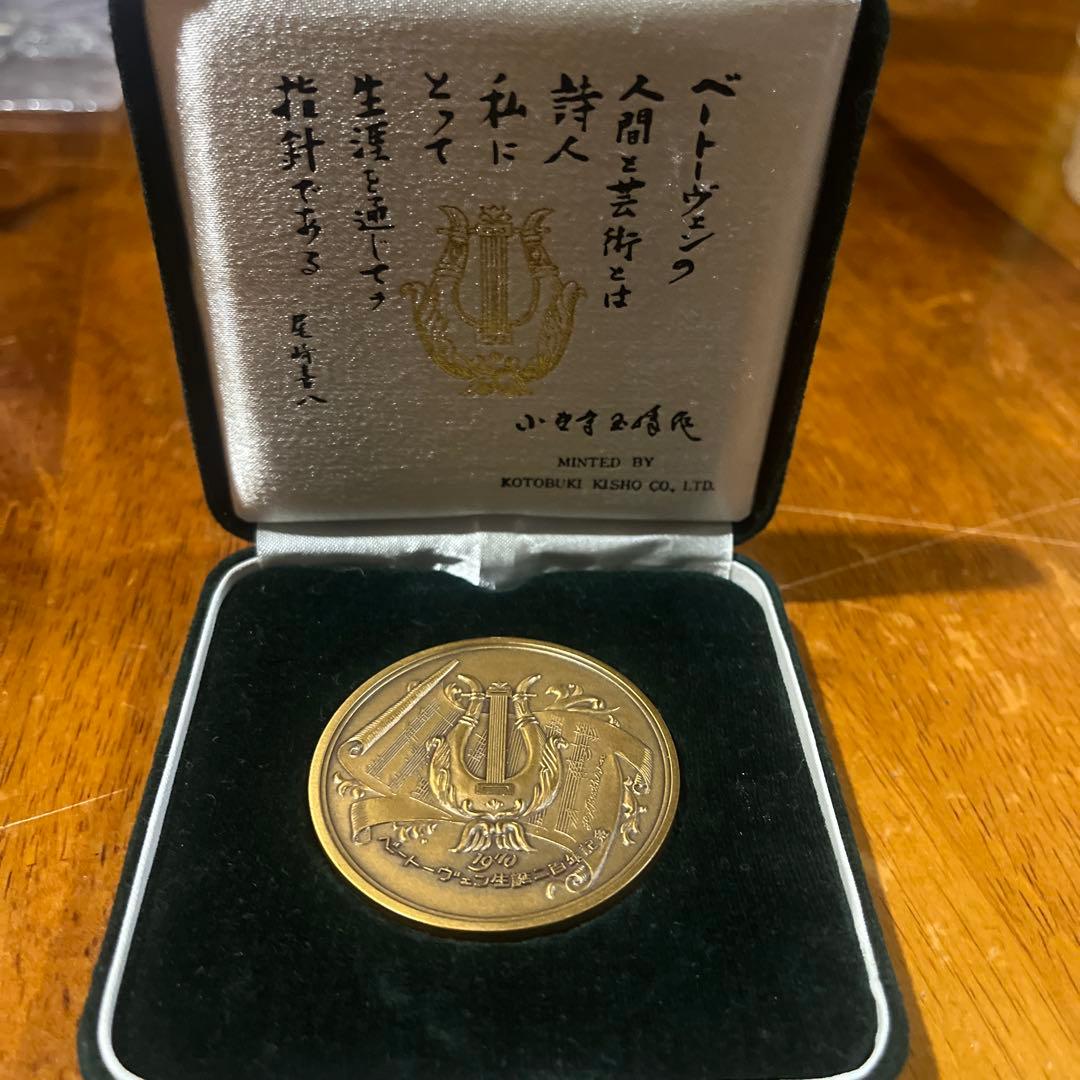 ベートーヴェンの
人間と芸術とは
詩人
私に
とって
生涯を通じての
指針である
尾崎喜八
MINTED BY
KOTOBUKI KISHO CO., LTD.
1970
ベートーヴェン生誕二百年記念